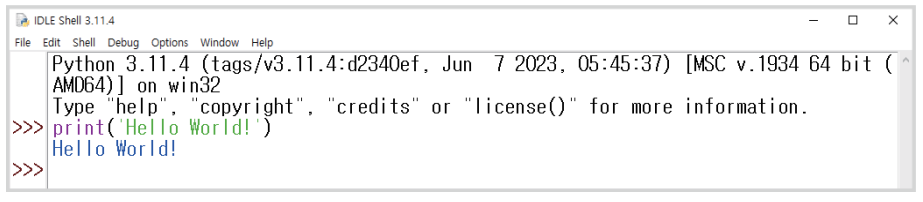 IDLE Shell 3.11.4
File Edit Shell Debug Options Window Help
Python 3.11.4 (tags/v3.11.4:d2340ef, Jun  7 2023, 05:45:37) [MSC v.1934 64 bit (
AMD64)] on win32
Type "help", "copyright", "credits" or "license()" for more information.
>>> print('Hello World!')
Hello World!
>>>